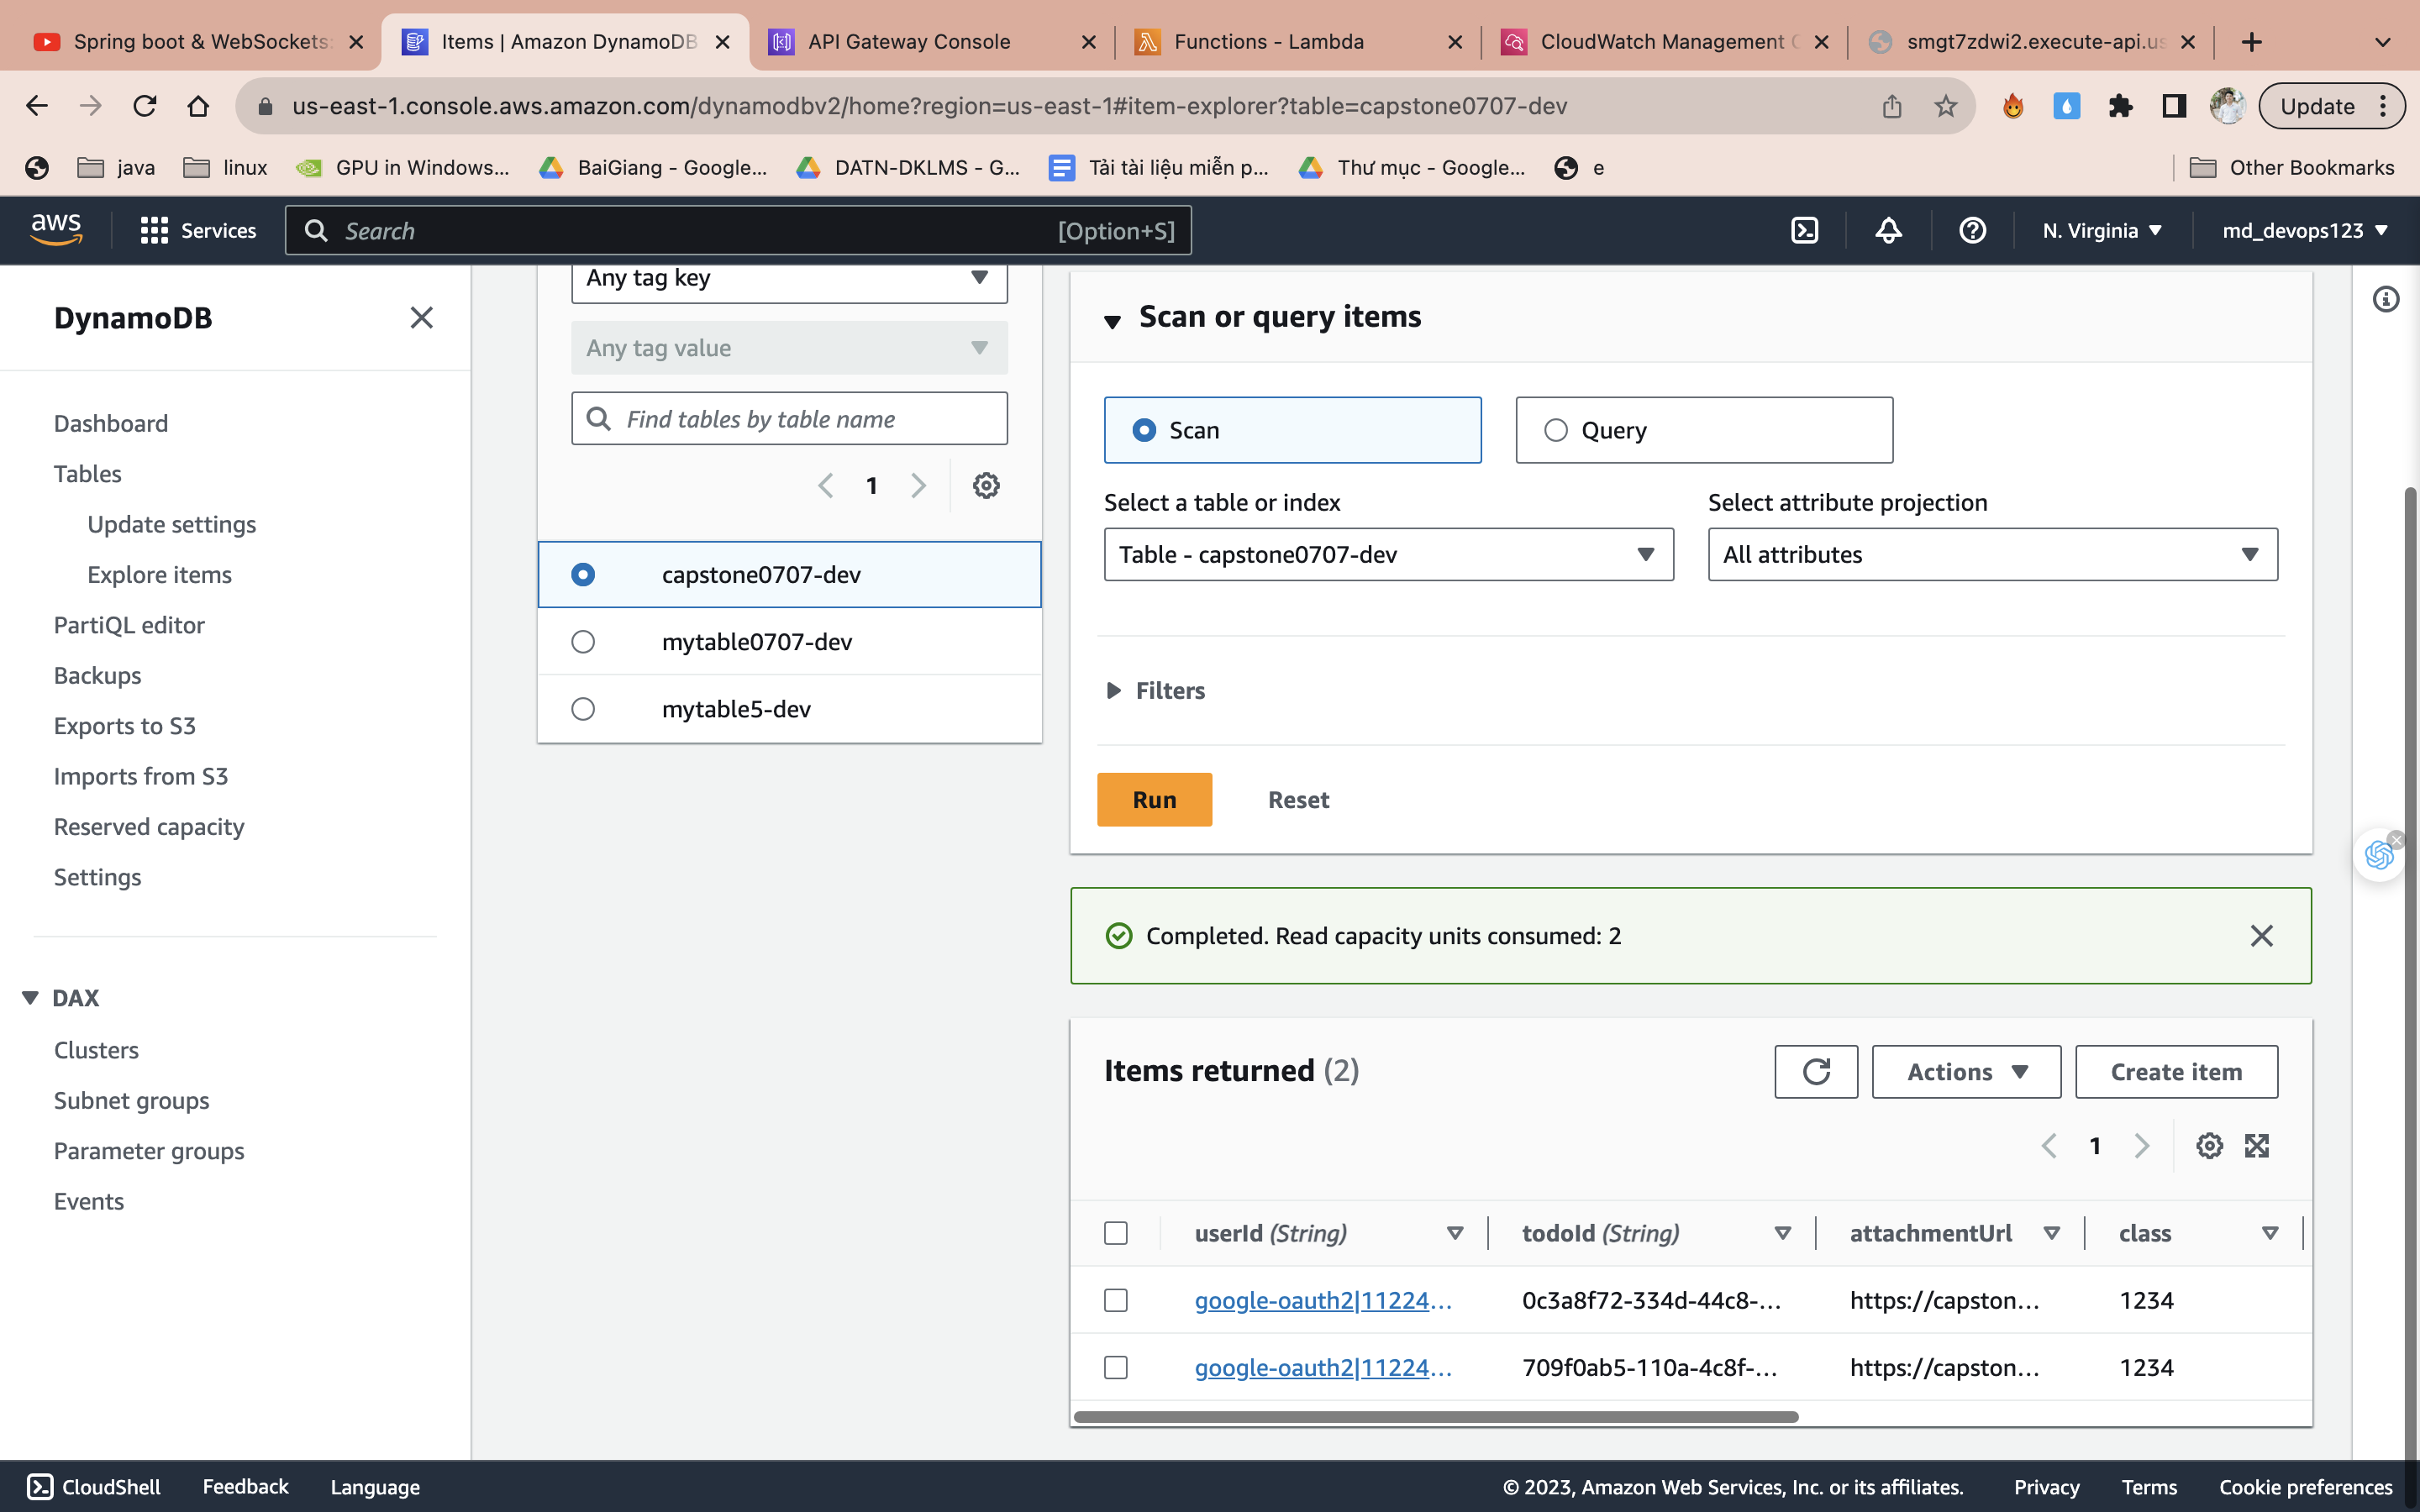 Spring boot & WebSockets:
Items | Amazon DynamoDB
API Gateway Console
Functions - Lambda
CloudWatch Management C
smgt7zdwi2.execute-api.us
us-east-1.console.aws.amazon.com/dynamodbv2/home?region=us-east-1#item-explorer?table=capstone0707-dev
Update
java
linux
GPU in Windows...
BaiGiang - Google...
DATN-DKLMS - G...
Tải tài liệu miễn p...
Thư mục - Google...
e
Other Bookmarks
aws
Services
Search
[Option+S]
N. Virginia
md_devops123
DynamoDB
Dashboard
Tables
Update settings
Explore items
PartiQL editor
Backups
Exports to S3
Imports from S3
Reserved capacity
Settings
DAX
Clusters
Subnet groups
Parameter groups
Events
Any tag key
Any tag value
Find tables by table name
1
capstone0707-dev
mytable0707-dev
mytable5-dev
Scan or query items
Scan
Query
Select a table or index
Select attribute projection
Table - capstone0707-dev
All attributes
Filters
Run
Reset
Completed. Read capacity units consumed: 2
Items returned (2)
Actions
Create item
1
userId (String)
todoId (String)
attachmentUrl
class
google-oauth2|11224...
0c3a8f72-334d-44c8-...
https://capston...
1234
google-oauth2|11224...
709f0ab5-110a-4c8f-...
https://capston...
1234
CloudShell
Feedback
Language
© 2023, Amazon Web Services, Inc. or its affiliates.
Privacy
Terms
Cookie preferences